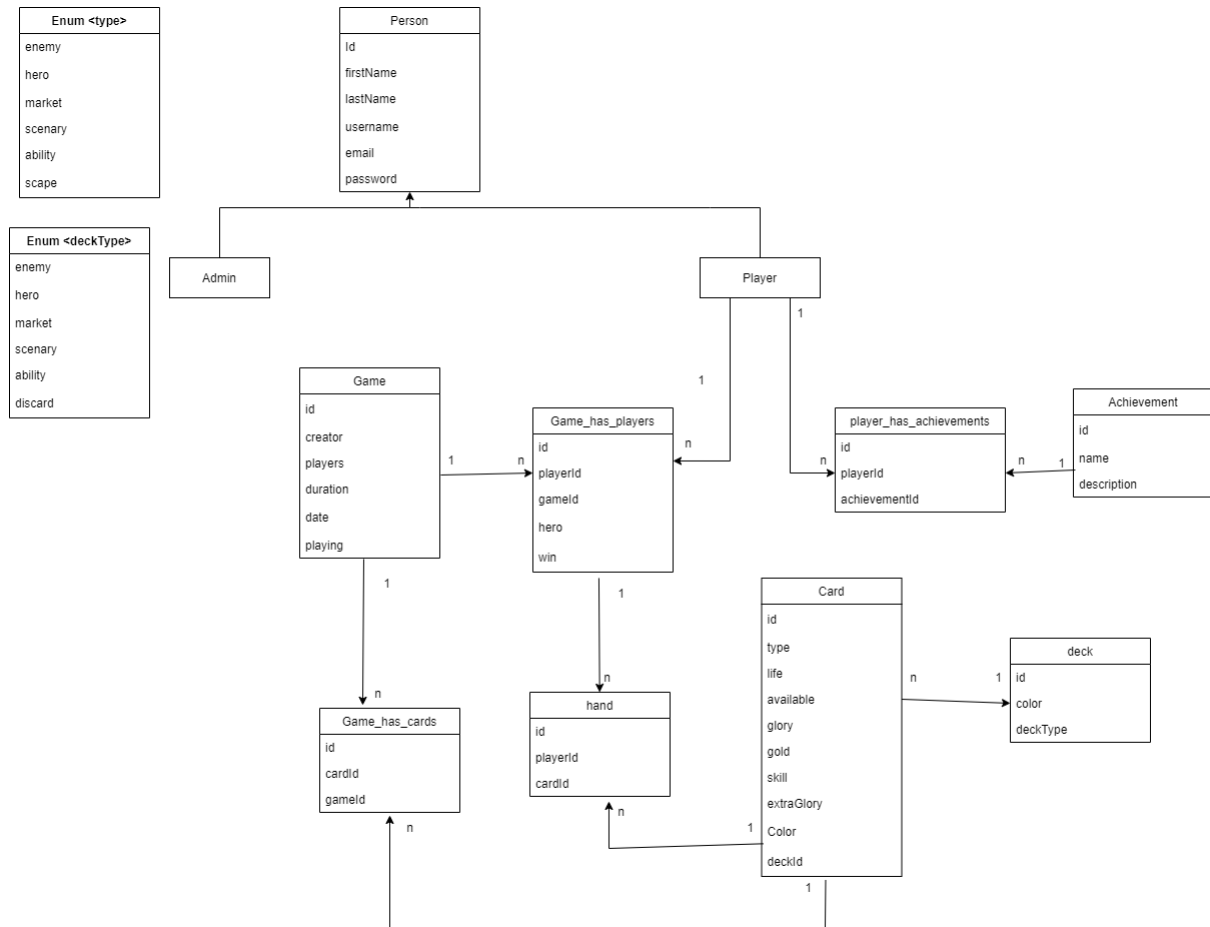 Enum <type>
enemy
hero
market
scenary
ability
scape
Person
Id
firstName
lastName
username
email
password
Enum <deckType>
enemy
hero
market
scenary
ability
discard
Admin
Player
1
1
n
n
Game
id
creator
players
duration
date
playing
1
n
Game_has_players
id
playerId
gameId
hero
win
player_has_achievements
id
playerId
achievementId
n
1
Achievement
id
name
description
1
n
1
n
Game_has_cards
id
cardId
gameId
n
hand
id
playerId
cardId
n
1
Card
id
type
life
available
glory
gold
skill
extraGlory
Color
deckId
1
n
1
deck
id
color
deckType